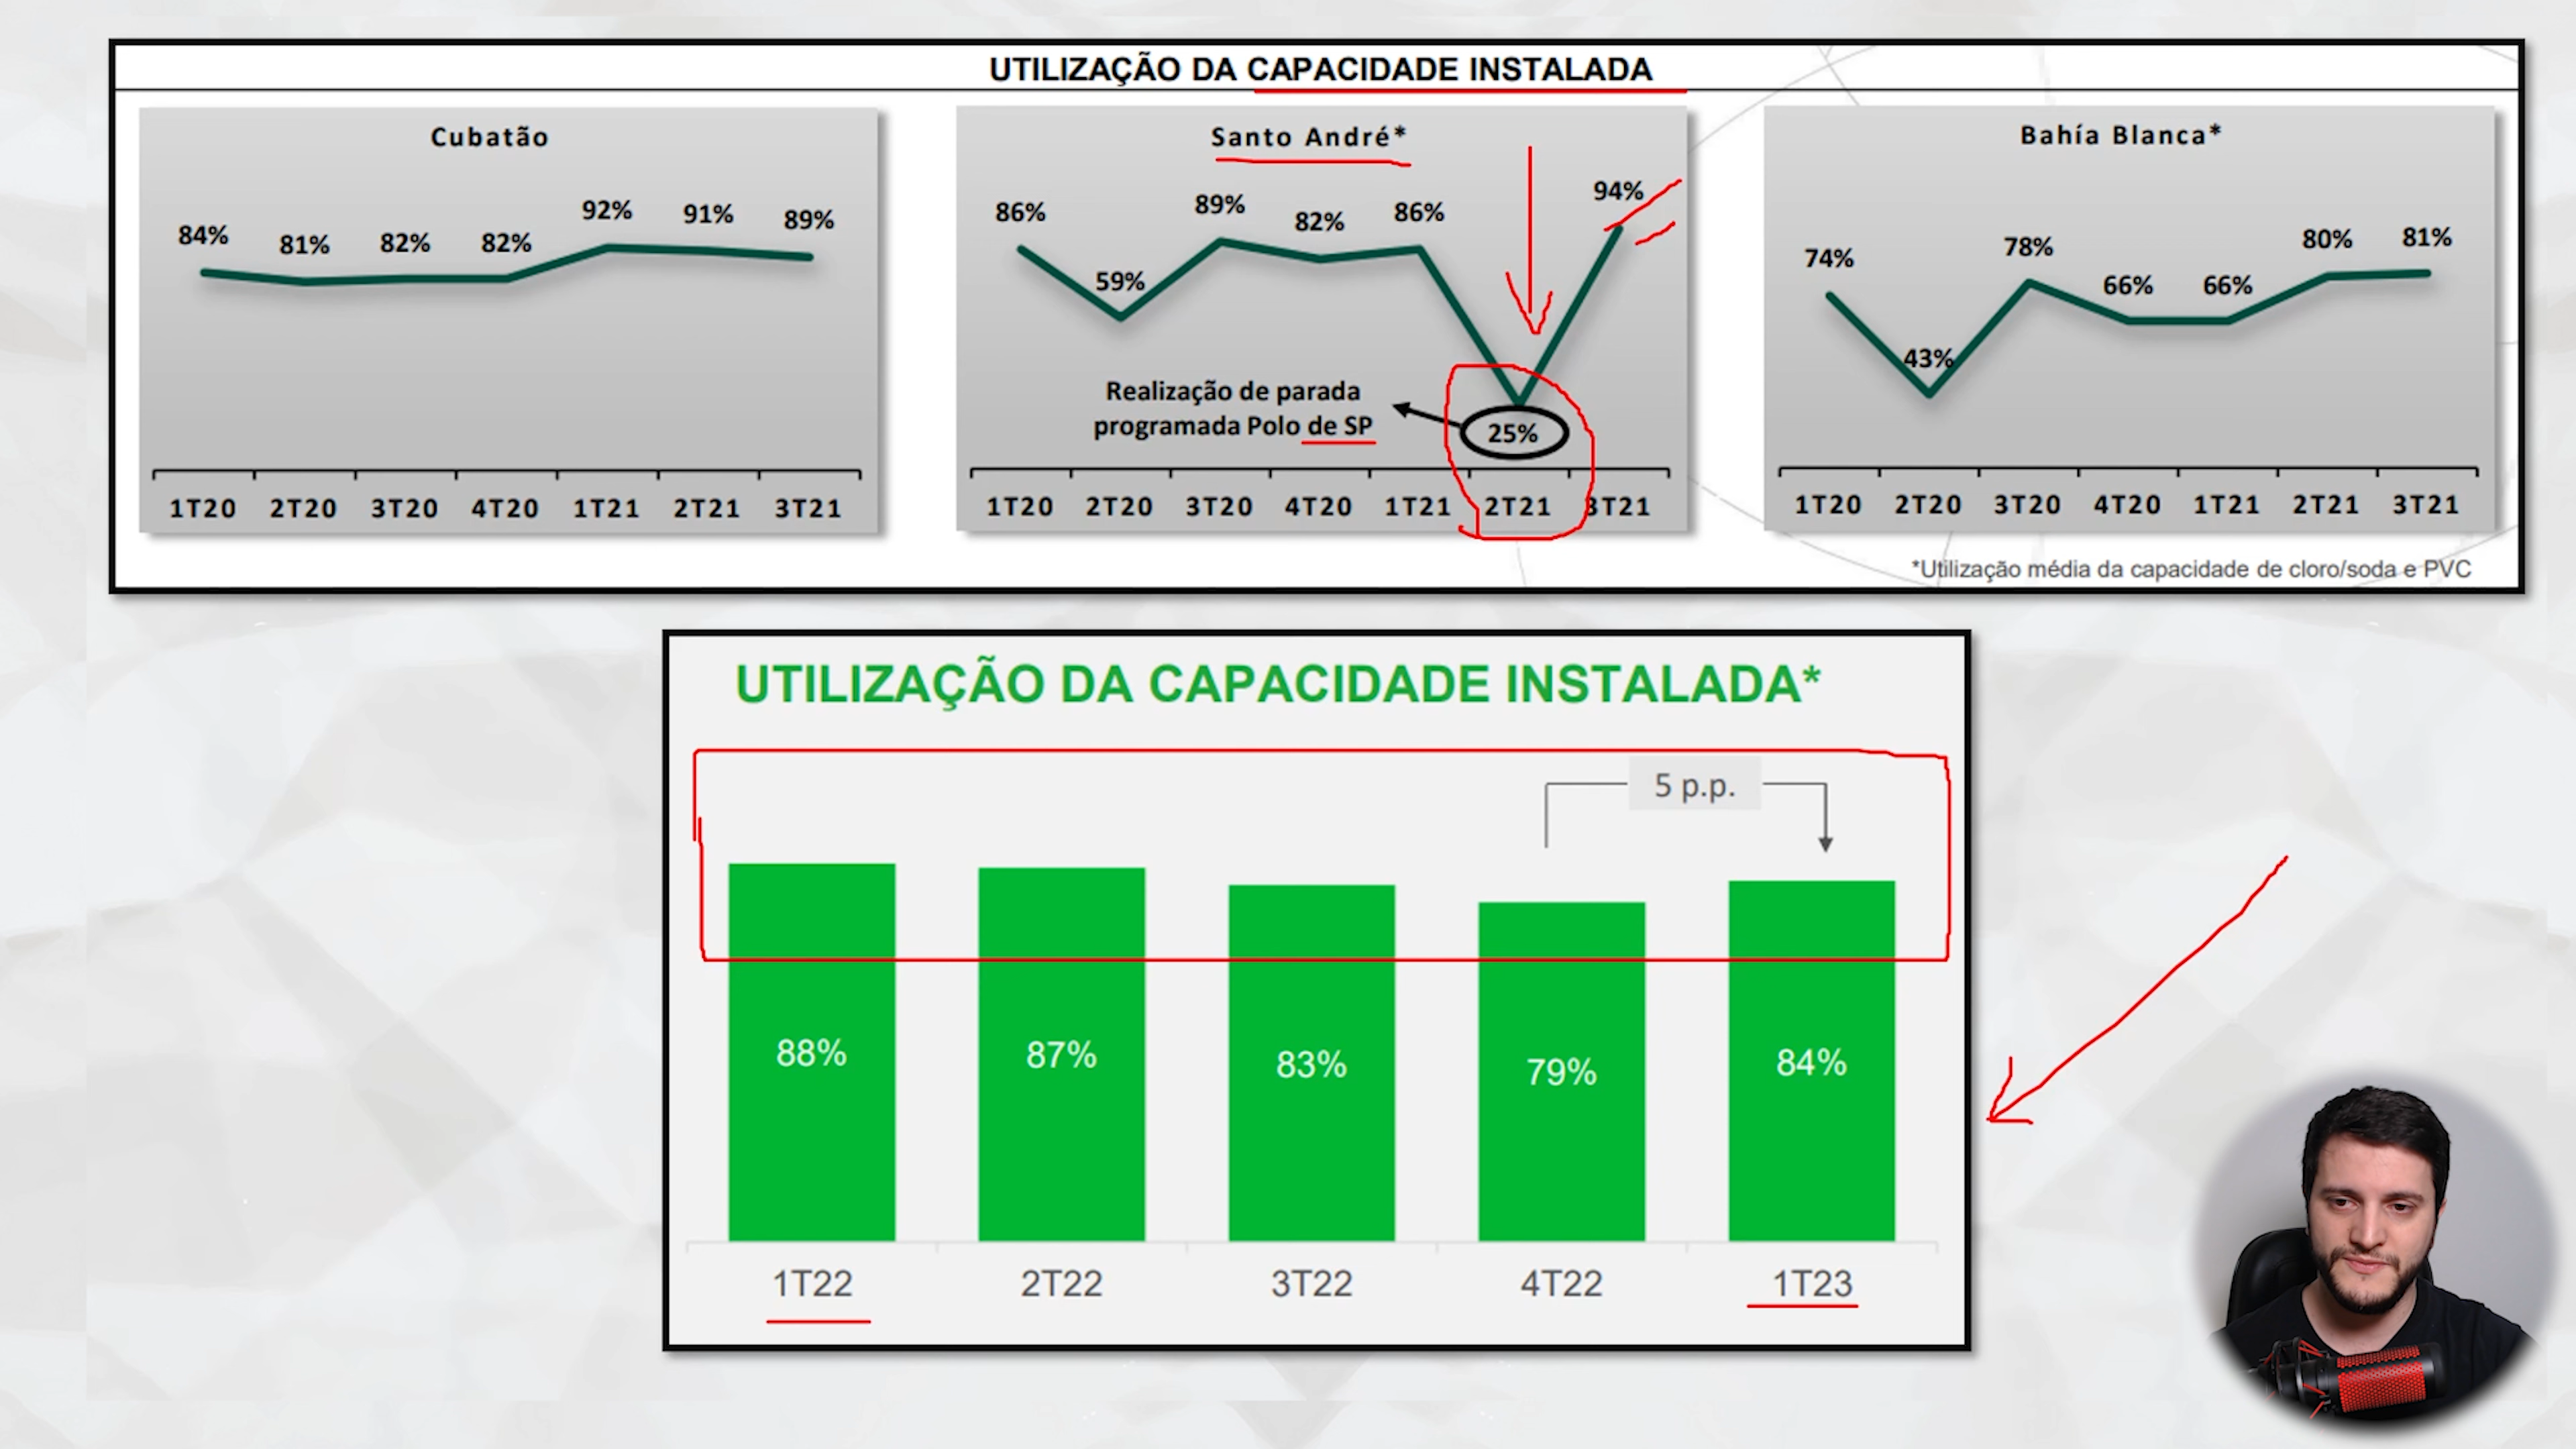 UTILIZAÇÃO DA CAPACIDADE INSTALADA
Cubatão
84%
81%
82%
82%
92%
91%
89%
1T20 2T20 3T20 4T20 1T21 2T21 3T21
Santo André*
86%
59%
89%
82%
86%
25%
94%
Realização de parada
programada Polo de SP
1T20 2T20 3T20 4T20 1T21 2T21 3T21
Bahía Blanca*
74%
43%
78%
66%
66%
80%
81%
1T20 2T20 3T20 4T20 1T21 2T21 3T21
*Utilização média da capacidade de cloro/soda e PVC
UTILIZAÇÃO DA CAPACIDADE INSTALADA*
5 p.p.
88%
87%
83%
79%
84%
1T22 2T22 3T22 4T22 1T23